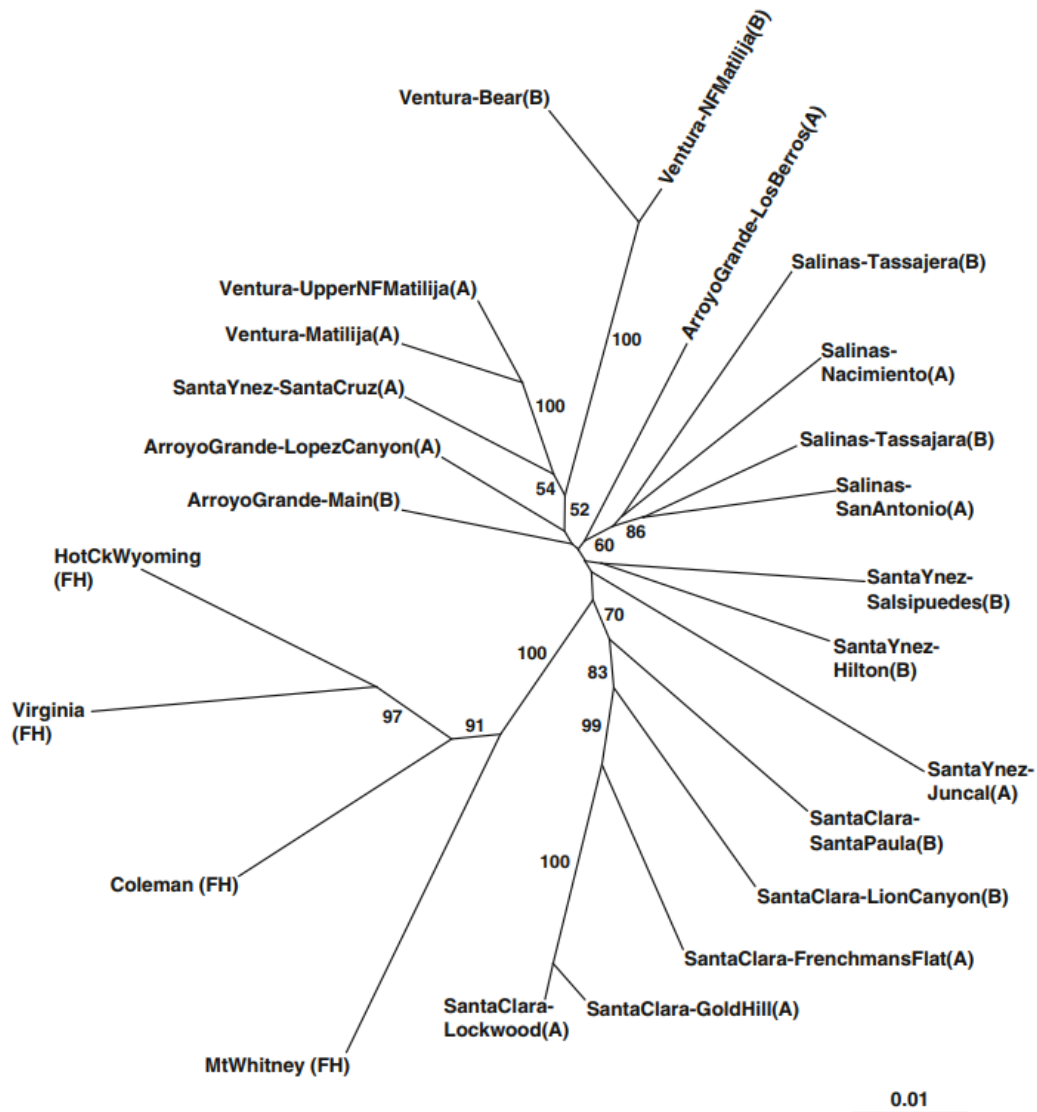 Ventura-NFMatilija(B)
Ventura-Bear(B)
ArroyoGrande-LosBerros(A)
Salinas-Tassajera(B)
Ventura-UpperNFMatilija(A)
Ventura-Matilija(A)
100
Salinas-
Nacimiento(A)
SantaYnez-SantaCruz(A)
100
ArroyoGrande-LopezCanyon(A)
Salinas-Tassajara(B)
ArroyoGrande-Main(B)
54
52
Salinas-
SanAntonio(A)
86
60
HotCkWyoming
(FH)
SantaYnez-
Salsipuedes(B)
70
SantaYnez-
Hilton(B)
100
83
Virginia
(FH)
97
91
99
SantaYnez-
Juncal(A)
SantaClara-
SantaPaula(B)
100
Coleman (FH)
SantaClara-LionCanyon(B)
SantaClara-FrenchmansFlat(A)
SantaClara-
Lockwood(A)
SantaClara-GoldHill(A)
MtWhitney (FH)
0.01